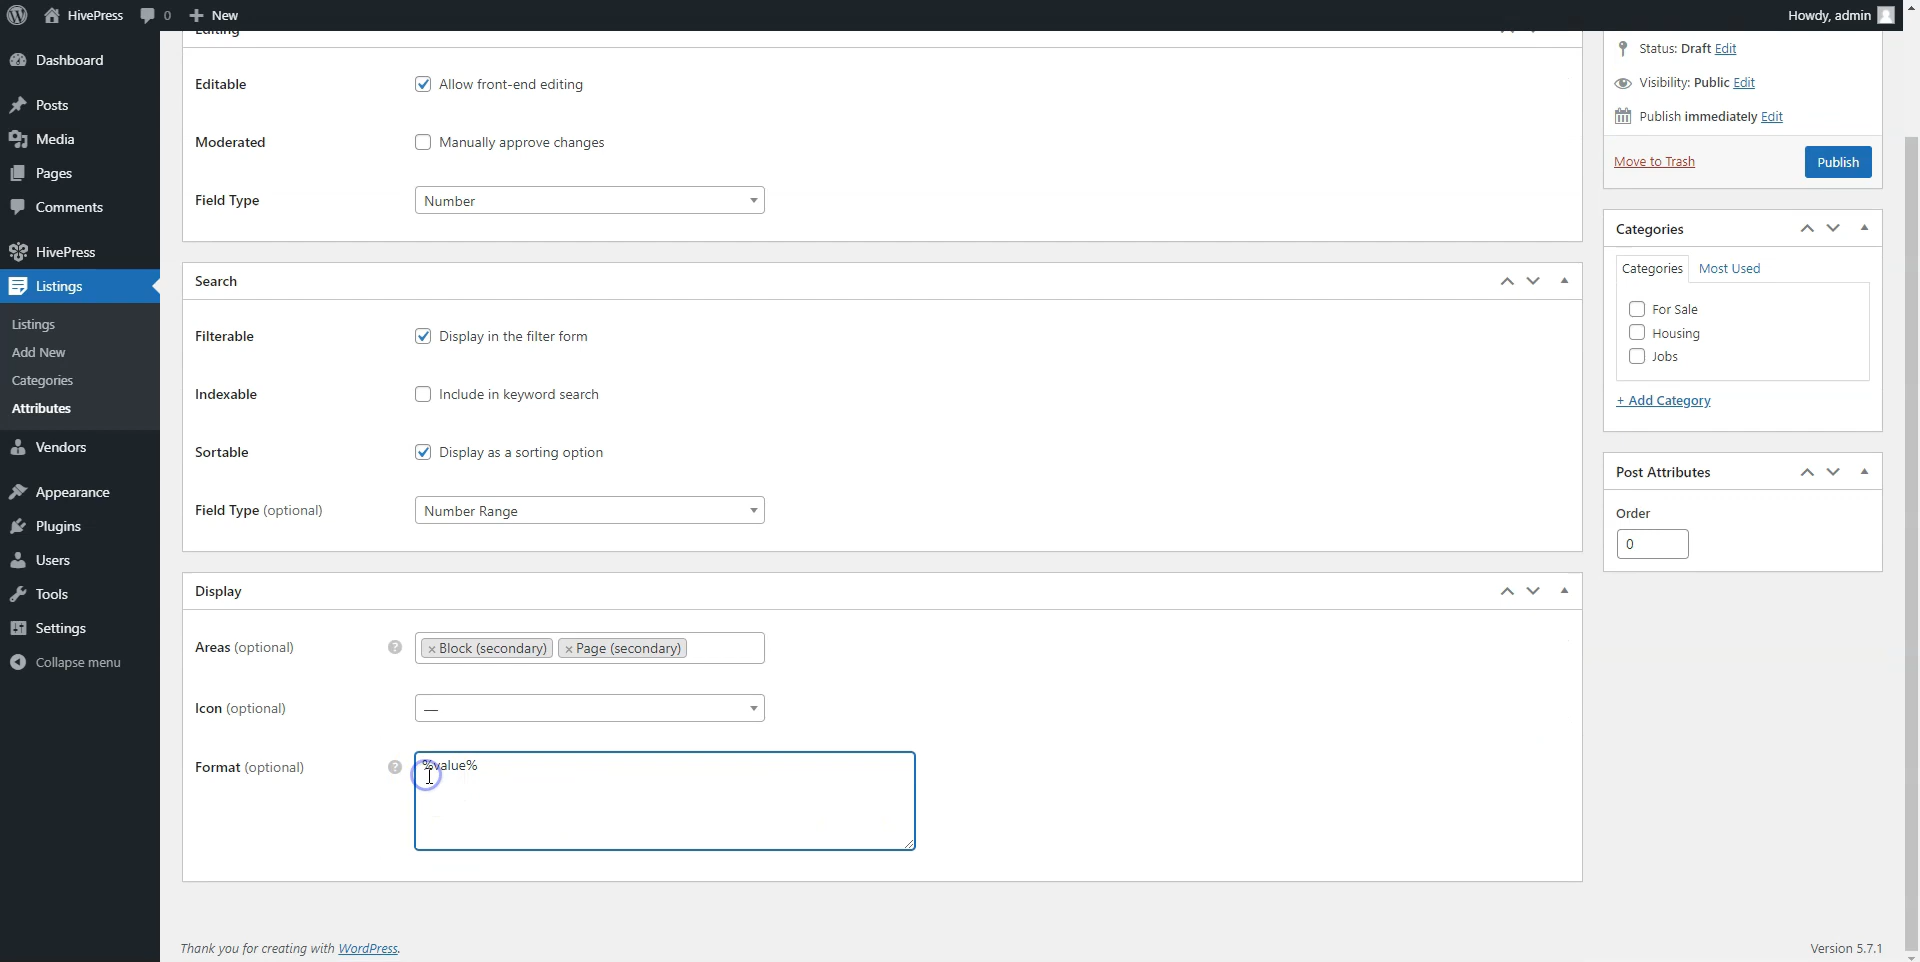 HivePress
0
New
Howdy, admin
Dashboard
Posts
Media
Pages
Comments
HivePress
Listings
Listings
Add New
Categories
Attributes
Vendors
Appearance
Plugins
Users
Tools
Settings
Collapse menu
Editing
Editable
Allow front-end editing
Moderated
Manually approve changes
Field Type
Number
Search
Filterable
Display in the filter form
Indexable
Include in keyword search
Sortable
Display as a sorting option
Field Type (optional)
Number Range
Display
Areas (optional)
?
× Block (secondary) × Page (secondary)
Icon (optional)
—
Format (optional)
?
%value%
Status: Draft Edit
Visibility: Public Edit
Publish immediately Edit
Move to Trash
Publish
Categories
Categories
Most Used
For Sale
Housing
Jobs
+ Add Category
Post Attributes
Order
0
Thank you for creating with WordPress.
Version 5.7.1